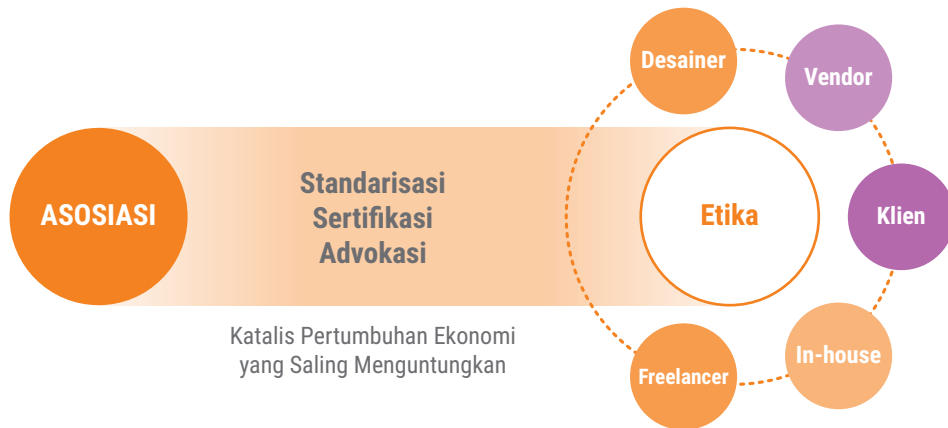 ASOSIASI
Standarisasi
Sertifikasi
Advokasi
Katalis Pertumbuhan Ekonomi
yang Saling Menguntungkan
Etika
Desainer
Vendor
Klien
In-house
Freelancer